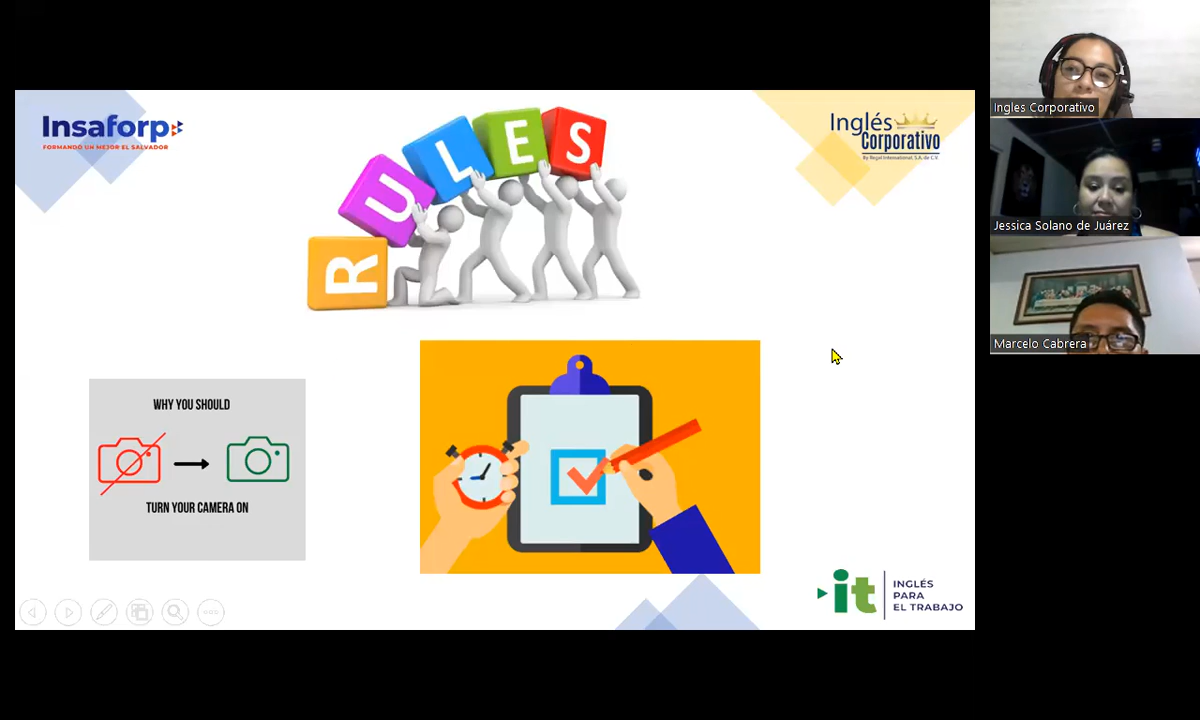 Insaforp
FORMANDO UN MEJOR EL SALVADOR
RULES
Inglés
Corporativo
By Regal International, S.A. de C.V.
WHY YOU SHOULD
TURN YOUR CAMERA ON
it
INGLÉS
PARA
EL TRABAJO
Ingles Corporativo
Jessica Solano de Juárez
Marcelo Cabrera